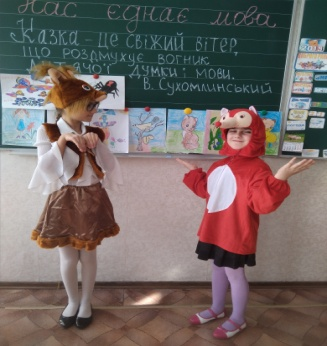 Нас єднає мова
Казка - це свіжий вітер,
що роздмухує вогник
думки і мови.
В. Сухомлинський